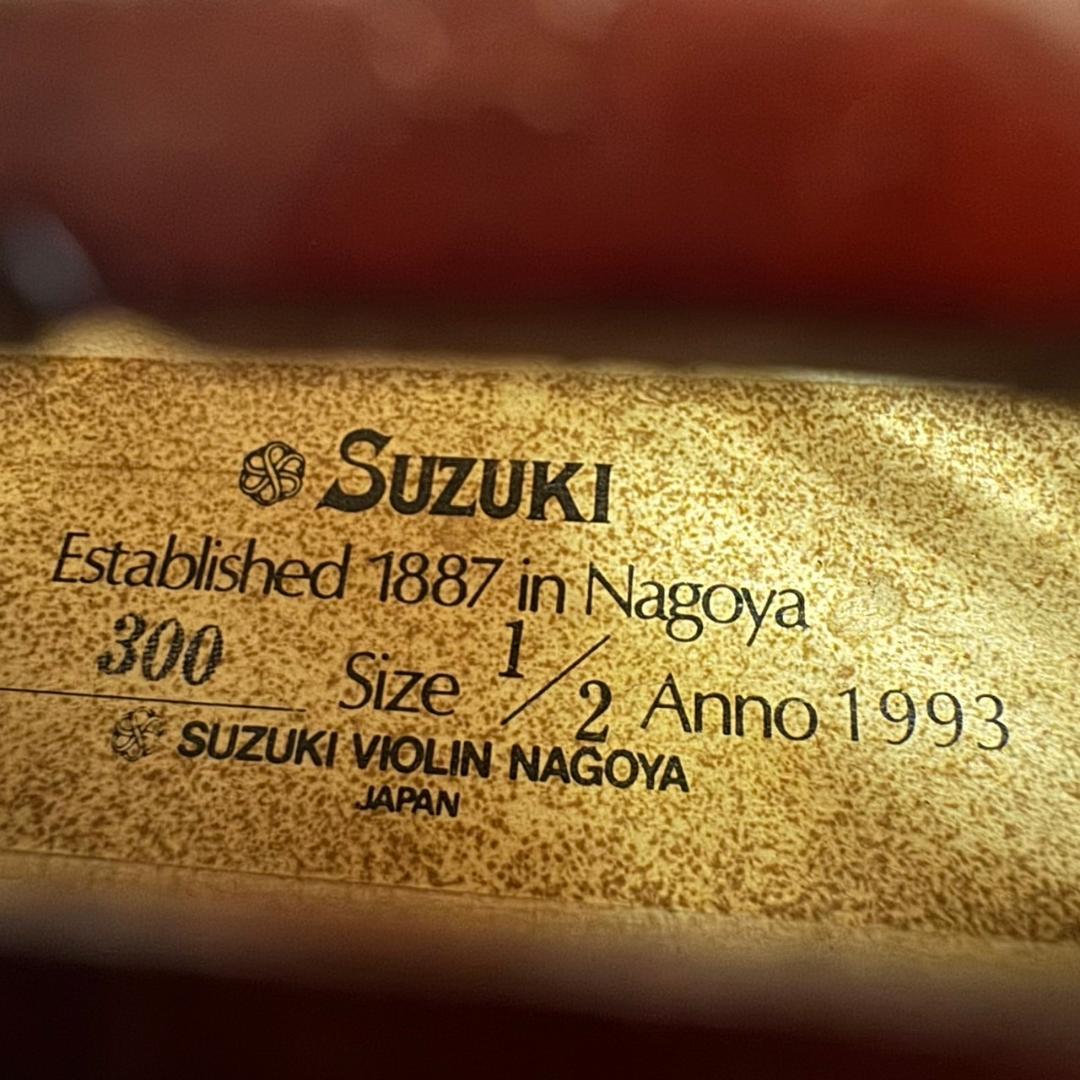 SUZUKI
Established 1887 in Nagoya
300 Size 1/2 Anno 1993
SUZUKI VIOLIN NAGOYA
JAPAN